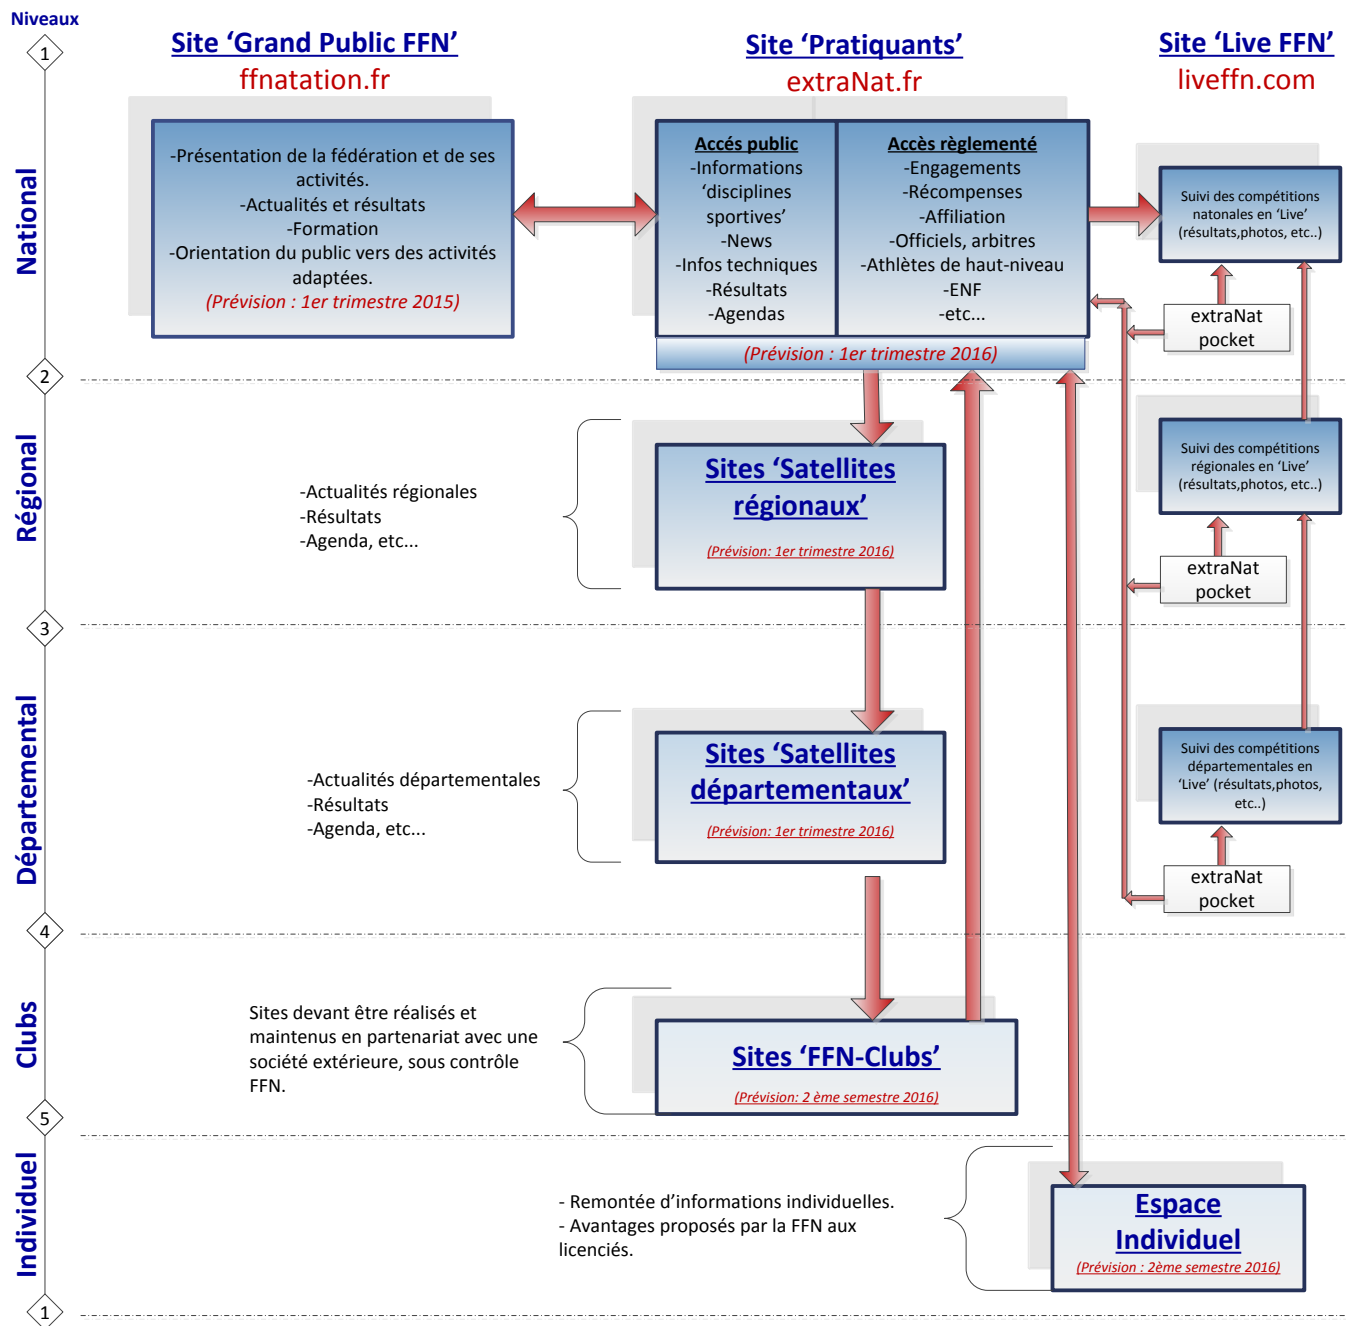 Niveaux
1
Site ‘Grand Public FFN’
ffnatation.fr
Site ‘Pratiquants’
extraNat.fr
Site ‘Live FFN’
liveffn.com
National
-Présentation de la fédération et de ses
activités.
-Actualités et résultats
-Formation
-Orientation du public vers des activités
adaptées.
(Prévision : 1er trimestre 2015)
Accés public
-Informations
‘disciplines
sportives’
-News
-Infos techniques
-Résultats
-Agendas
Accès règlementé
-Engagements
-Récompenses
-Affiliation
-Officiels, arbitres
-Athlètes de haut-niveau
-ENF
-etc...
(Prévision : 1er trimestre 2016)
Suivi des compétitions
natonales en ‘Live’
(résultats,photos, etc..)
extraNat
pocket
2
Régional
-Actualités régionales
-Résultats
-Agenda, etc...
Sites ‘Satellites
régionaux’
(Prévision: 1er trimestre 2016)
Suivi des compétitions
régionales en ‘Live’
(résultats,photos, etc..)
extraNat
pocket
3
Départemental
-Actualités départementales
-Résultats
-Agenda, etc...
Sites ‘Satellites
départementaux’
(Prévision: 1er trimestre 2016)
Suivi des compétitions
départementales en
‘Live’ (résultats,photos,
etc..)
extraNat
pocket
4
Clubs
Sites devant être réalisés et
maintenus en partenariat avec une
société extérieure, sous contrôle
FFN.
Sites ‘FFN-Clubs’
(Prévision: 2 ème semestre 2016)
5
Individuel
- Remontée d’informations individuelles.
- Avantages proposés par la FFN aux
licenciés.
Espace
Individuel
(Prévision : 2ème semestre 2016)
1